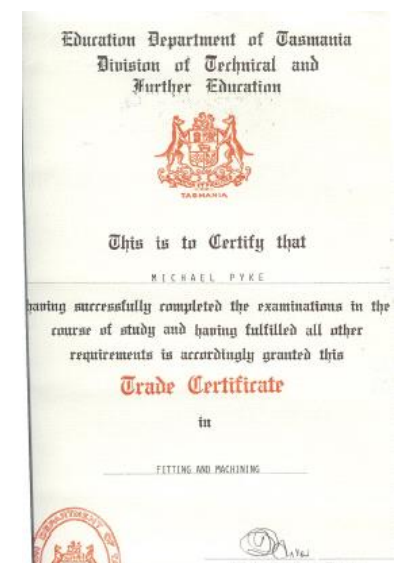 Education Department of Tasmania
Division of Technical and
Further Education
TASMANIA
This is to Certify that
MICHAEL PYKE
having successfully completed the examinations in the
course of study and having fulfilled all other
requirements is accordingly granted this
Trade Certificate
in
FITTING AND MACHINING
DEPARTMENT OF